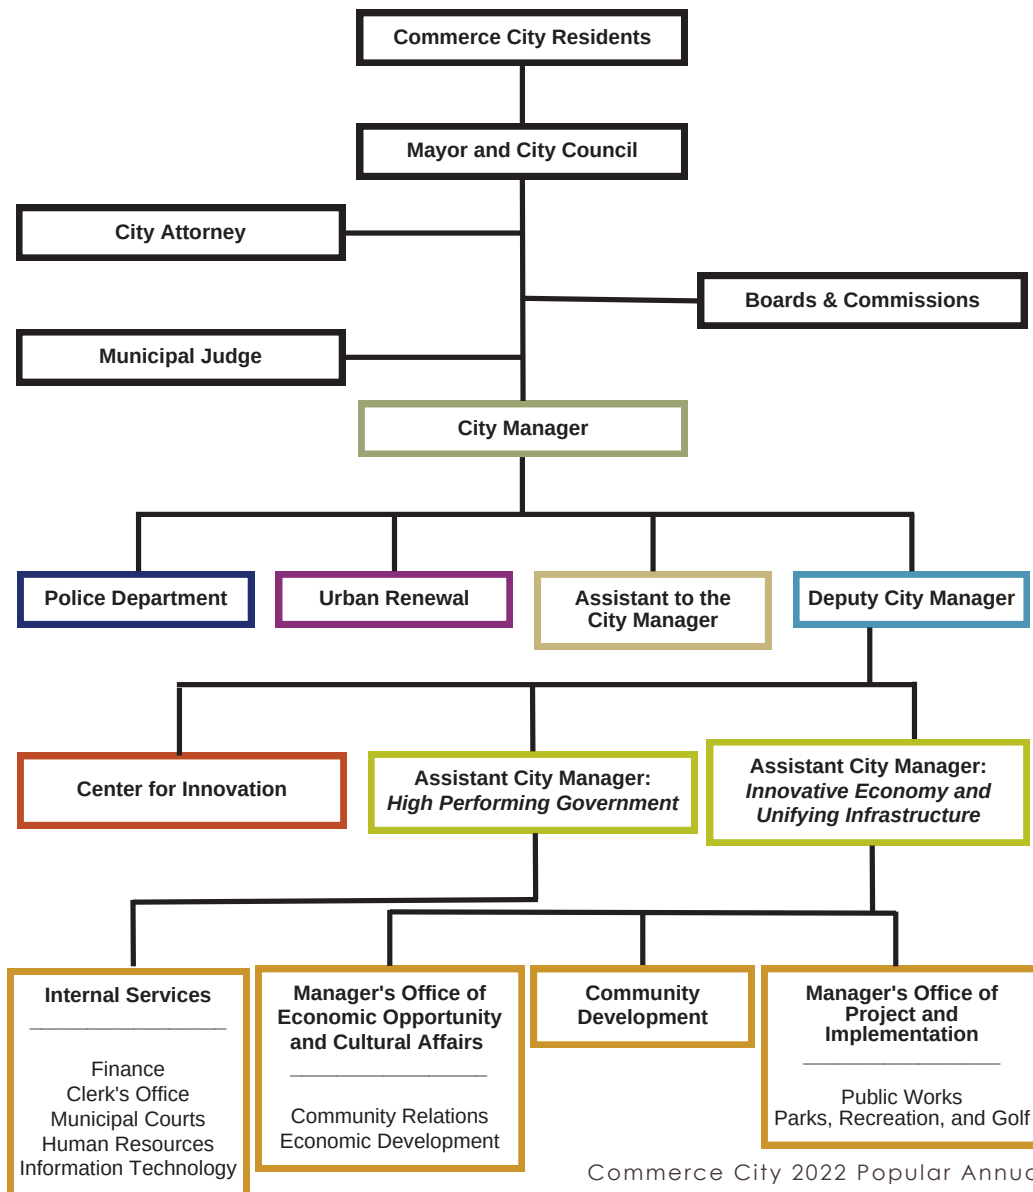 Commerce City Residents
Mayor and City Council
City Attorney
Boards & Commissions
Municipal Judge
City Manager
Police Department
Urban Renewal
Assistant to the
City Manager
Deputy City Manager
Center for Innovation
Assistant City Manager:
High Performing Government
Assistant City Manager:
Innovative Economy and
Unifying Infrastructure
Internal Services
Finance
Clerk's Office
Municipal Courts
Human Resources
Information Technology
Manager's Office of
Economic Opportunity
and Cultural Affairs
Community Relations
Economic Development
Community
Development
Manager's Office of
Project and
Implementation
Public Works
Parks, Recreation, and Golf
Commerce City 2022 Popular